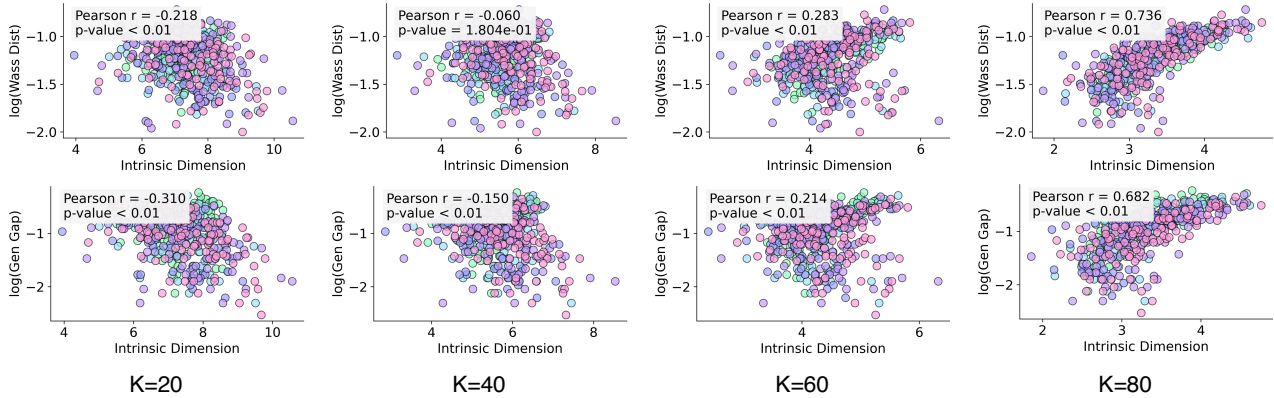 Pearson r = -0.218
p-value < 0.01
log(Wass Dist)
−1.0
−1.5
−2.0
4 6 8 10
Intrinsic Dimension
Pearson r = -0.060
p-value = 1.804e-01
log(Wass Dist)
−1.0
−1.5
−2.0
4 6 8
Intrinsic Dimension
Pearson r = 0.283
p-value < 0.01
log(Wass Dist)
−1.0
−1.5
−2.0
4 6
Intrinsic Dimension
Pearson r = 0.736
p-value < 0.01
log(Wass Dist)
−1.0
−1.5
−2.0
2 3 4
Intrinsic Dimension
Pearson r = -0.310
p-value < 0.01
log(Gen Gap)
−1
−2
4 6 8 10
Intrinsic Dimension
Pearson r = -0.150
p-value < 0.01
log(Gen Gap)
−1
−2
4 6 8
Intrinsic Dimension
Pearson r = 0.214
p-value < 0.01
log(Gen Gap)
−1
−2
4 6
Intrinsic Dimension
Pearson r = 0.682
p-value < 0.01
log(Gen Gap)
−1
−2
2 3 4
Intrinsic Dimension
K=20 K=40 K=60 K=80